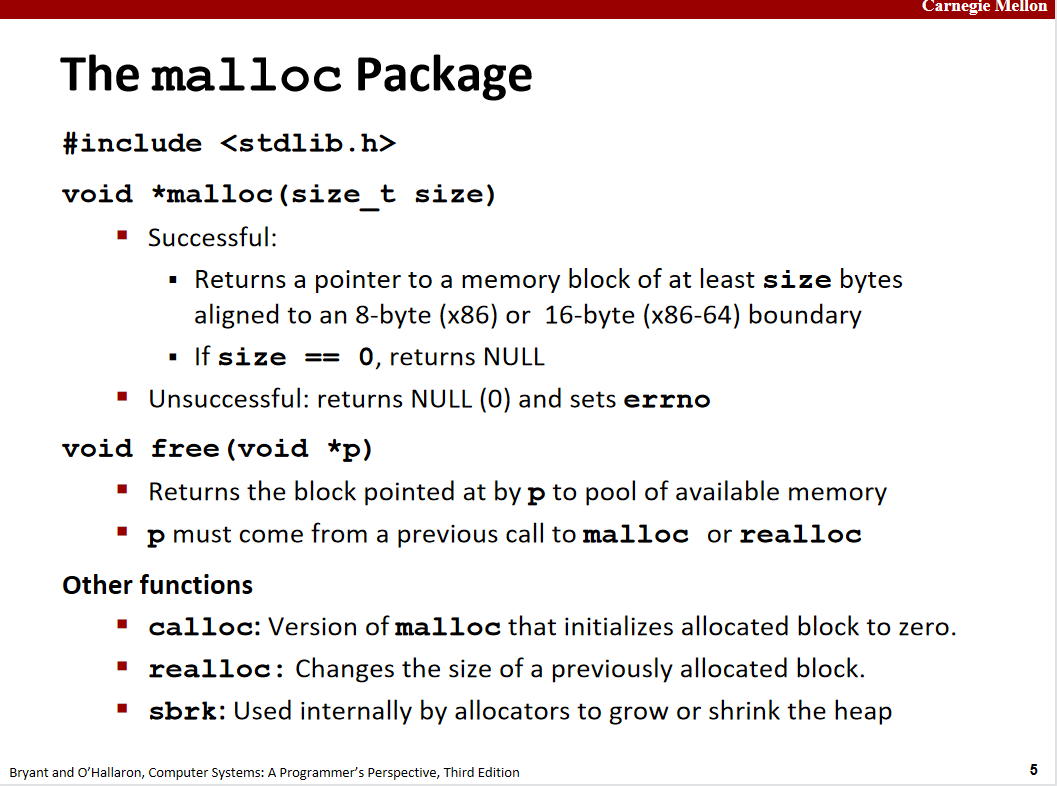 Carnegie Mellon
The malloc Package
#include <stdlib.h>
void *malloc(size_t size)
▪ Successful:
▪ Returns a pointer to a memory block of at least size bytes
aligned to an 8-byte (x86) or 16-byte (x86-64) boundary
▪ If size == 0, returns NULL
▪ Unsuccessful: returns NULL (0) and sets errno
void free(void *p)
▪ Returns the block pointed at by p to pool of available memory
▪ p must come from a previous call to malloc or realloc
Other functions
▪ calloc: Version of malloc that initializes allocated block to zero.
▪ realloc: Changes the size of a previously allocated block.
▪ sbrk: Used internally by allocators to grow or shrink the heap
Bryant and O’Hallaron, Computer Systems: A Programmer’s Perspective, Third Edition
5